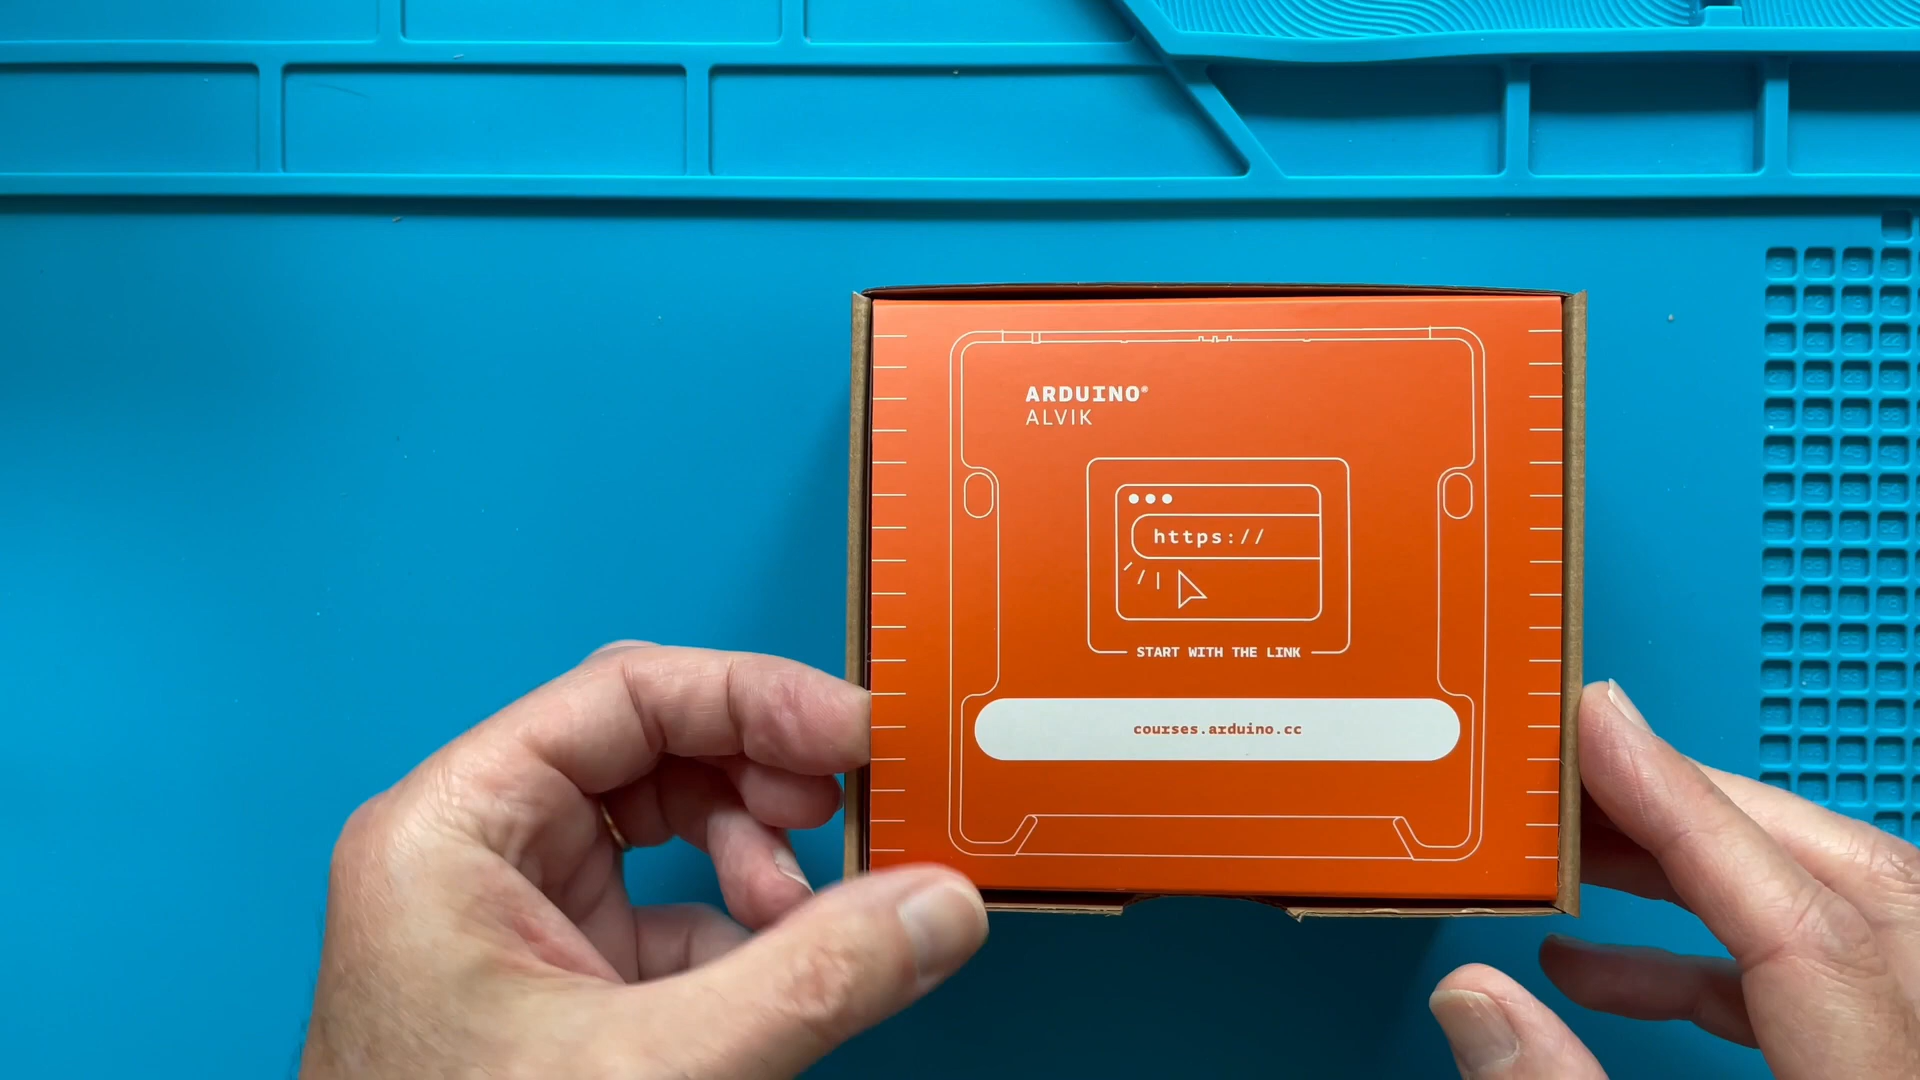 ARDUINO®
ALVIK
https://
START WITH THE LINK
courses.arduino.cc